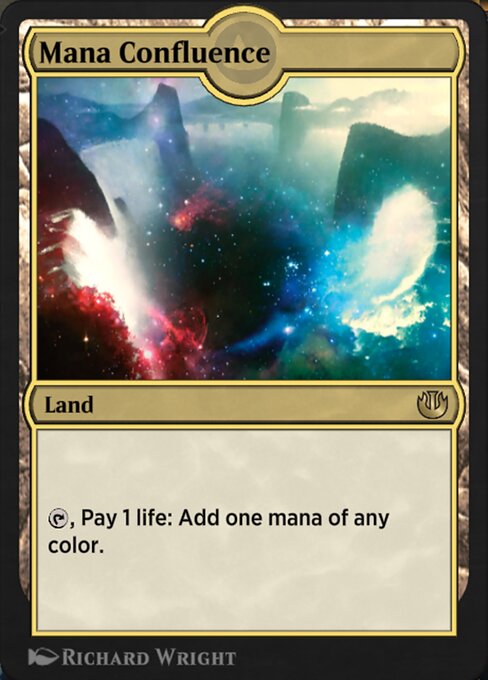 Mana Confluence
Land
, Pay 1 life: Add one mana of any
color.
Richard Wright